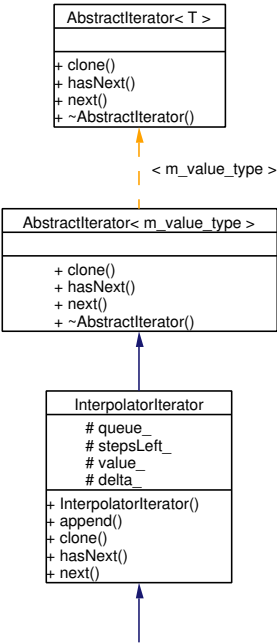 AbstractIterator< T >
+ clone()
+ hasNext()
+ next()
+ ~AbstractIterator()
< m_value_type >
AbstractIterator< m_value_type >
+ clone()
+ hasNext()
+ next()
+ ~AbstractIterator()
InterpolatorIterator
# queue_
# stepsLeft_
# value_
# delta_
+ InterpolatorIterator()
+ append()
+ clone()
+ hasNext()
+ next()